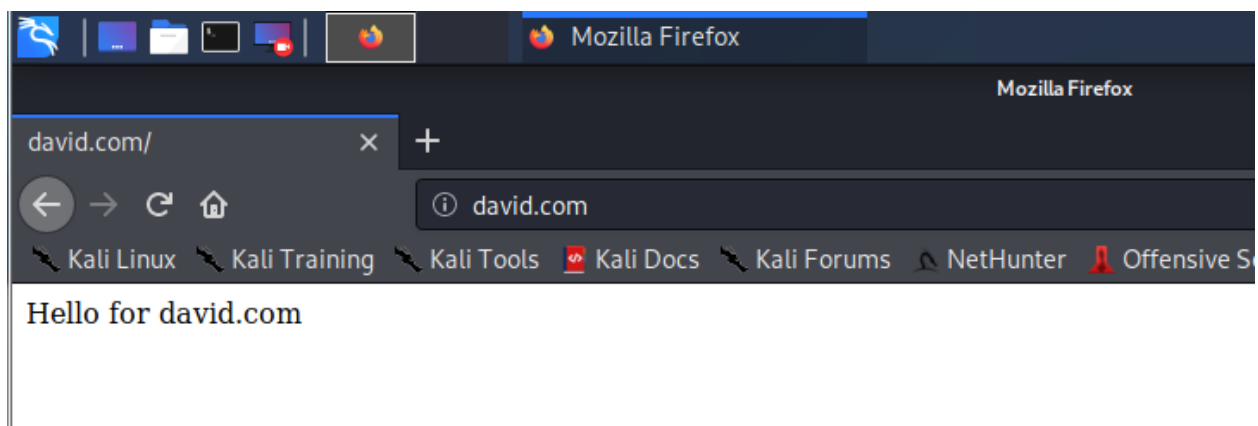 Mozilla Firefox
Mozilla Firefox
david.com/
david.com
Kali Linux Kali Training Kali Tools Kali Docs Kali Forums NetHunter Offensive
Hello for david.com